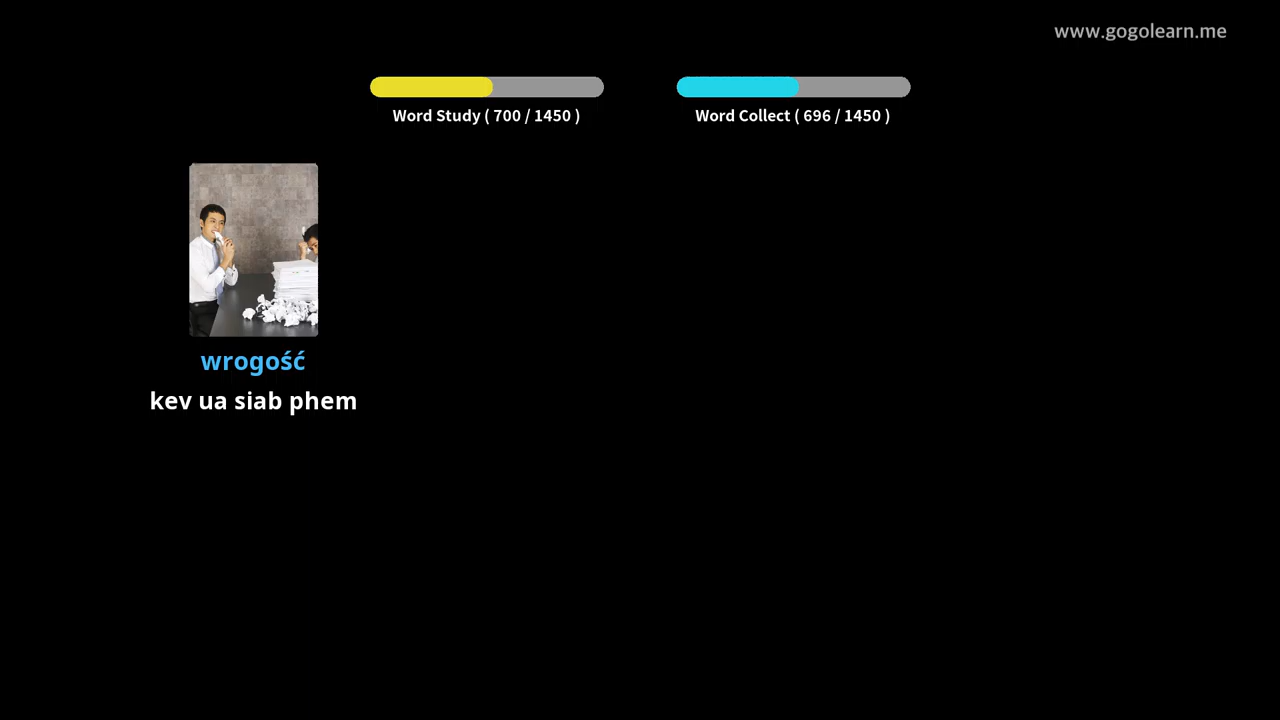 www.gogolearn.me
Word Study ( 700 / 1450 )
Word Collect ( 696 / 1450 )
wrogość
kev ua siab phem